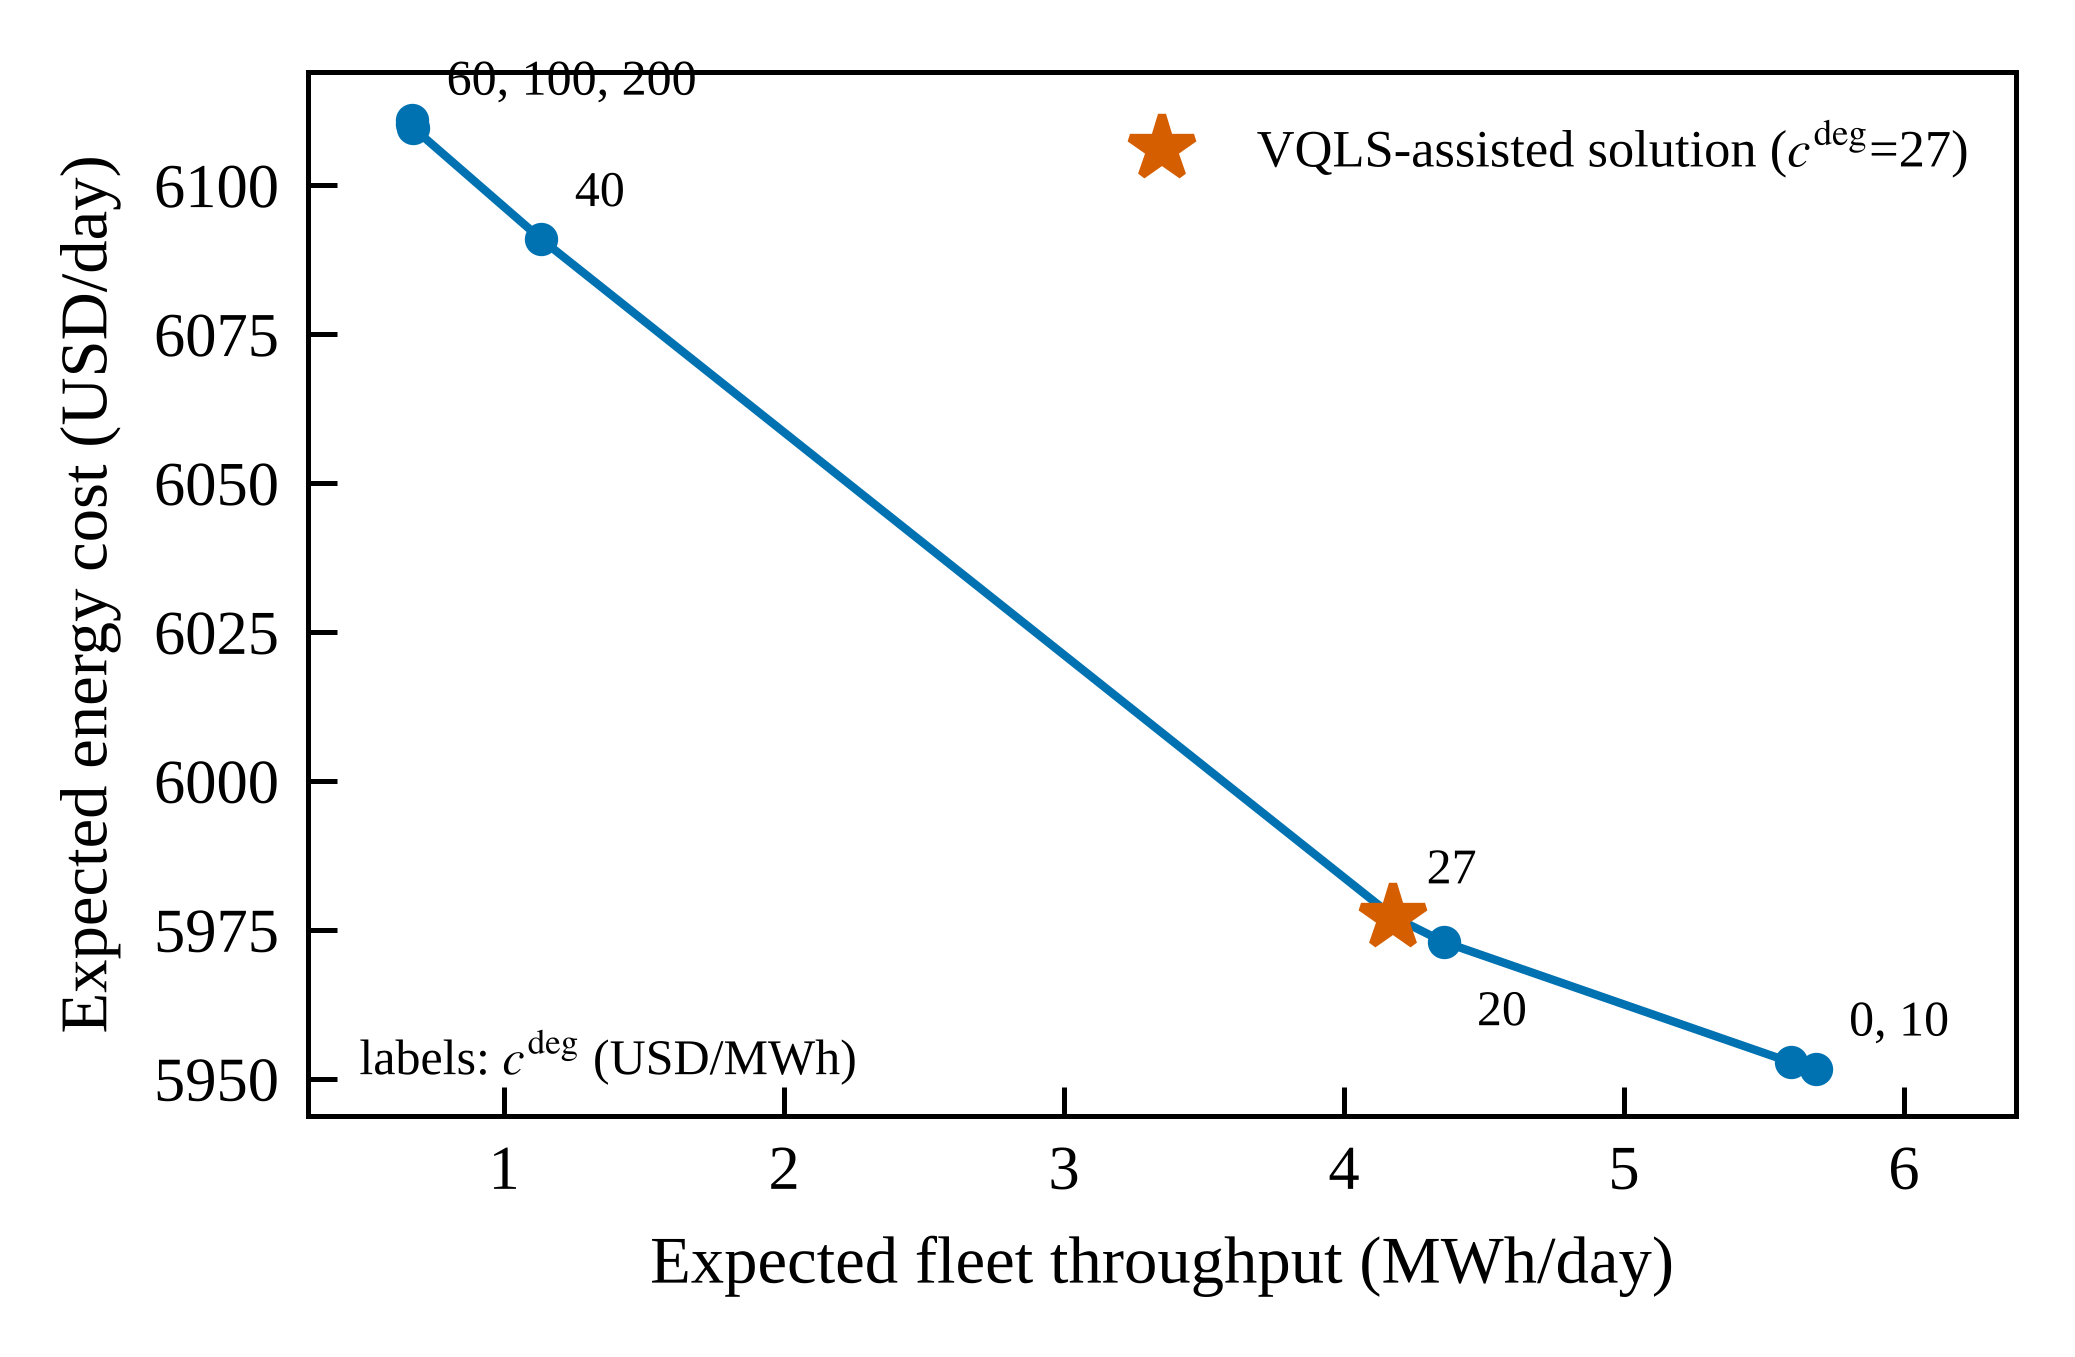 60, 100, 200
VQLS-assisted solution (c^deg=27)
40
6100
6075
6050
6025
6000
5975
5950
Expected energy cost (USD/day)
27
20
0, 10
labels: c^deg (USD/MWh)
1 2 3 4 5 6
Expected fleet throughput (MWh/day)